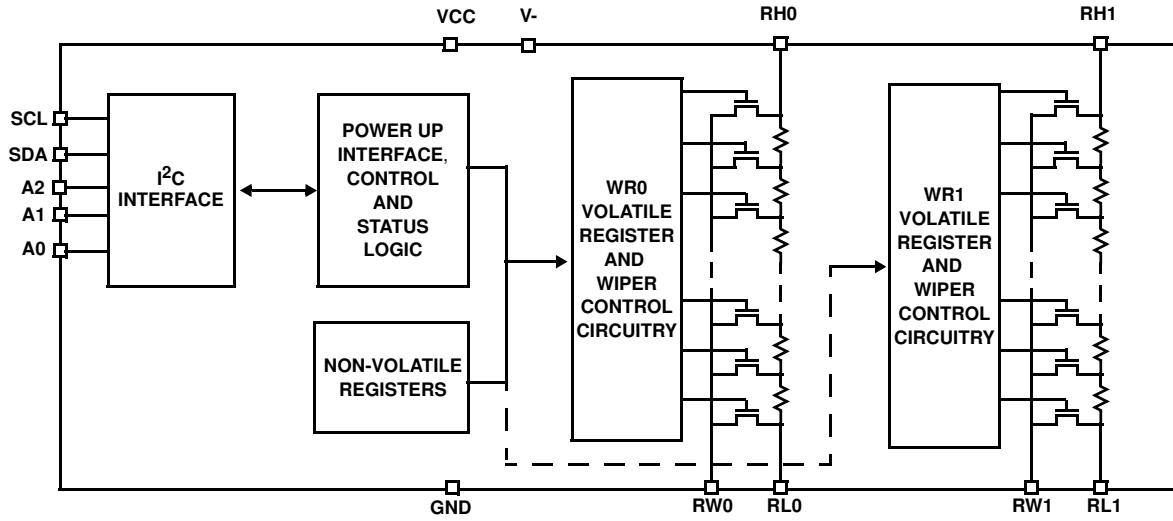 VCC V- RH0 RH1
SCL
SDA
A2
A1
A0
I2C
INTERFACE
POWER UP
INTERFACE,
CONTROL
AND
STATUS
LOGIC
NON-VOLATILE
REGISTERS
WR0
VOLATILE
REGISTER
AND
WIPER
CONTROL
CIRCUITRY
WR1
VOLATILE
REGISTER
AND
WIPER
CONTROL
CIRCUITRY
GND RW0 RL0 RW1 RL1